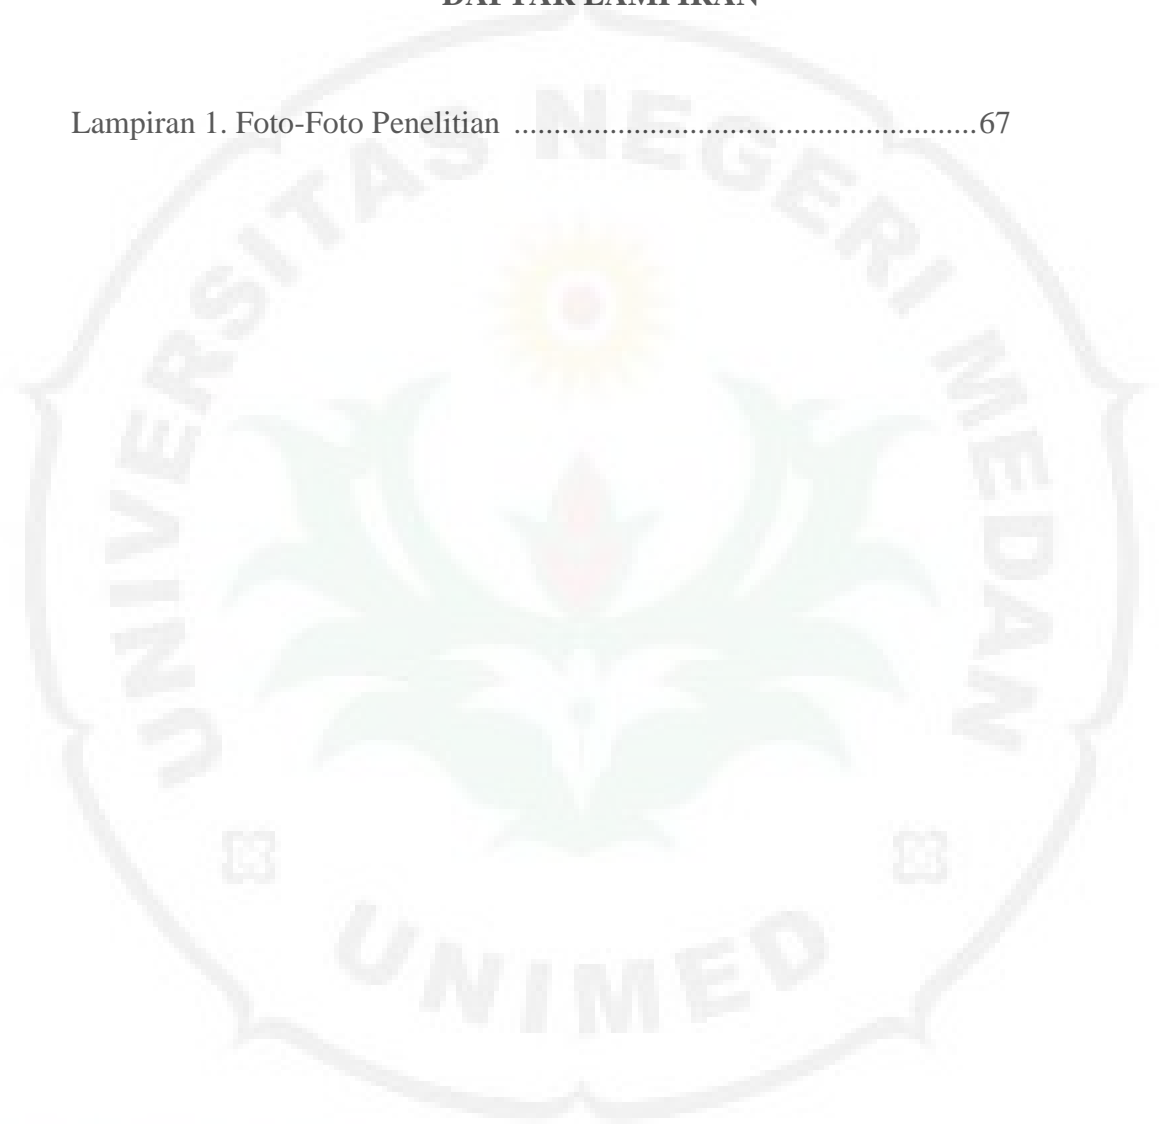 DAFTAR LAMPIRAN
Lampiran 1. Foto-Foto Penelitian ..........................................................67
UNIVERSITAS NEGERI MEDAN
UNIMED